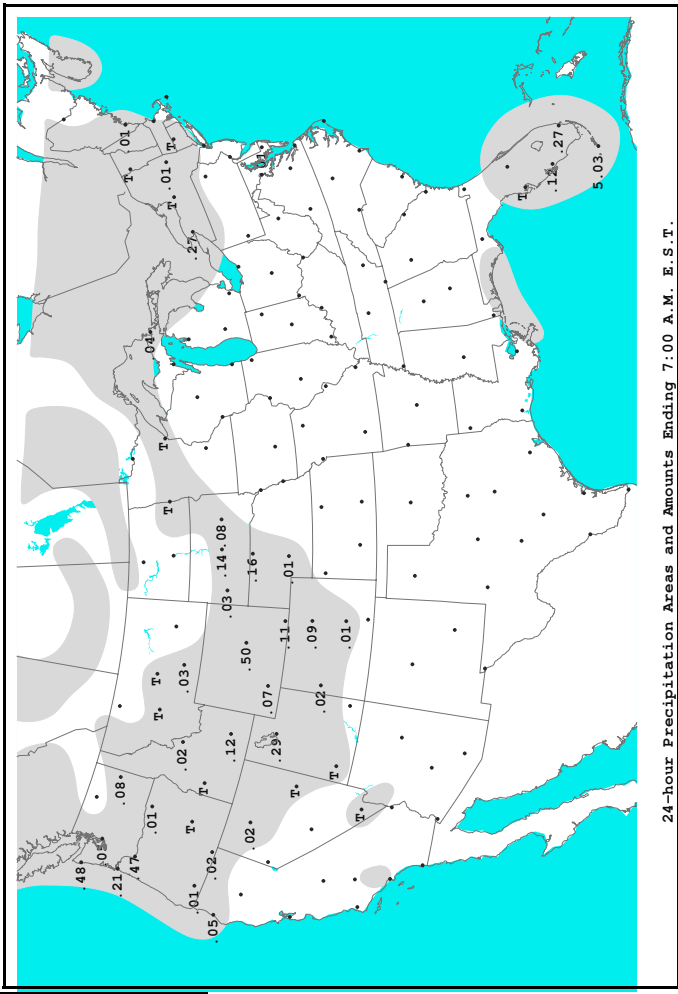 .48
.05
.21
.08
.01
T
.47
.04
.01
T
T
T
.01
T
T
T
.02
.03
T
.27
.01
T
.02
.05
.14
.08
.03
.12
.50
.02
.16
.01
.07
.29
.11
.01
T
.09
.02
T
.01
T
T
.12
.27
5.03
24-hour Precipitation Areas and Amounts Ending 7:00 A.M. E.S.T.